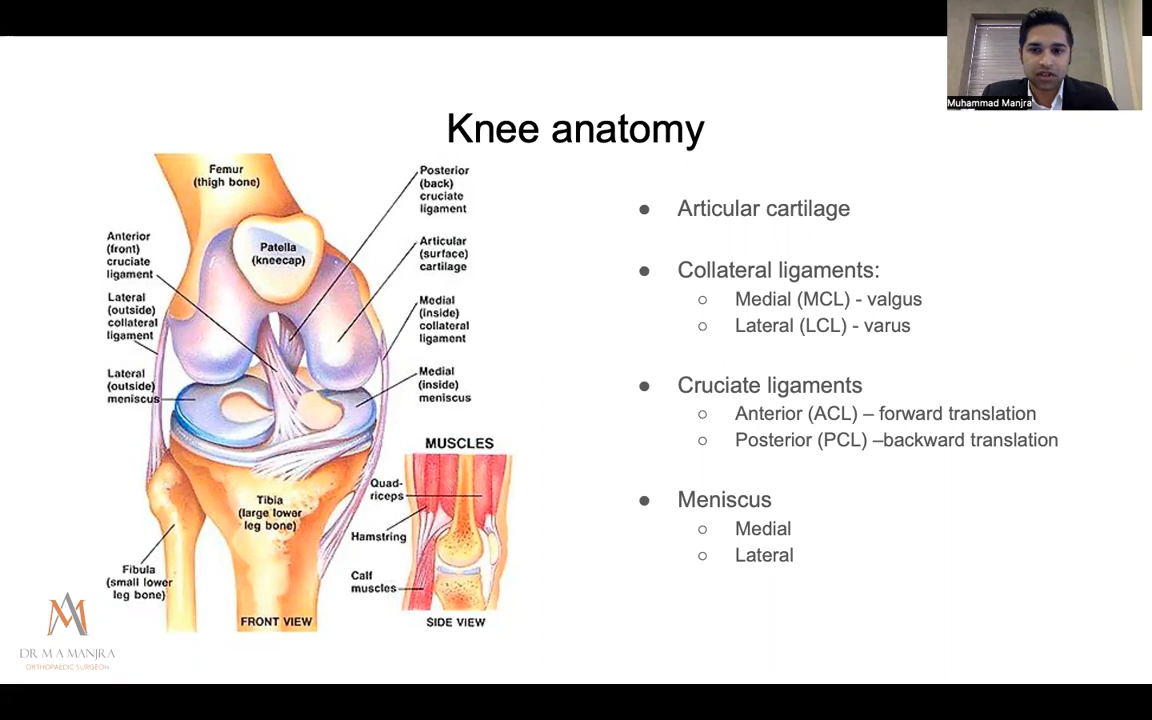 Muhammad Manjra
Knee anatomy
Femur
(thigh bone)
Patella
(kneecap)
Anterior
(front)
cruciate
ligament
Lateral
(outside)
collateral
ligament
Lateral
(outside)
meniscus
Fibula
(small lower
leg bone)
Tibia
(large lower
leg bone)
FRONT VIEW
Posterior
(back)
cruciate
ligament
Articular
(surface)
cartilage
Medial
(inside)
collateral
ligament
Medial
(inside)
meniscus
MUSCLES
Quad-
riceps
Hamstring
Calf
muscles
SIDE VIEW
● Articular cartilage
● Collateral ligaments:
○ Medial (MCL) - valgus
○ Lateral (LCL) - varus
● Cruciate ligaments
○ Anterior (ACL) – forward translation
○ Posterior (PCL) –backward translation
● Meniscus
○ Medial
○ Lateral
DR M A MANJRA
ORTHOPAEDIC SURGEON